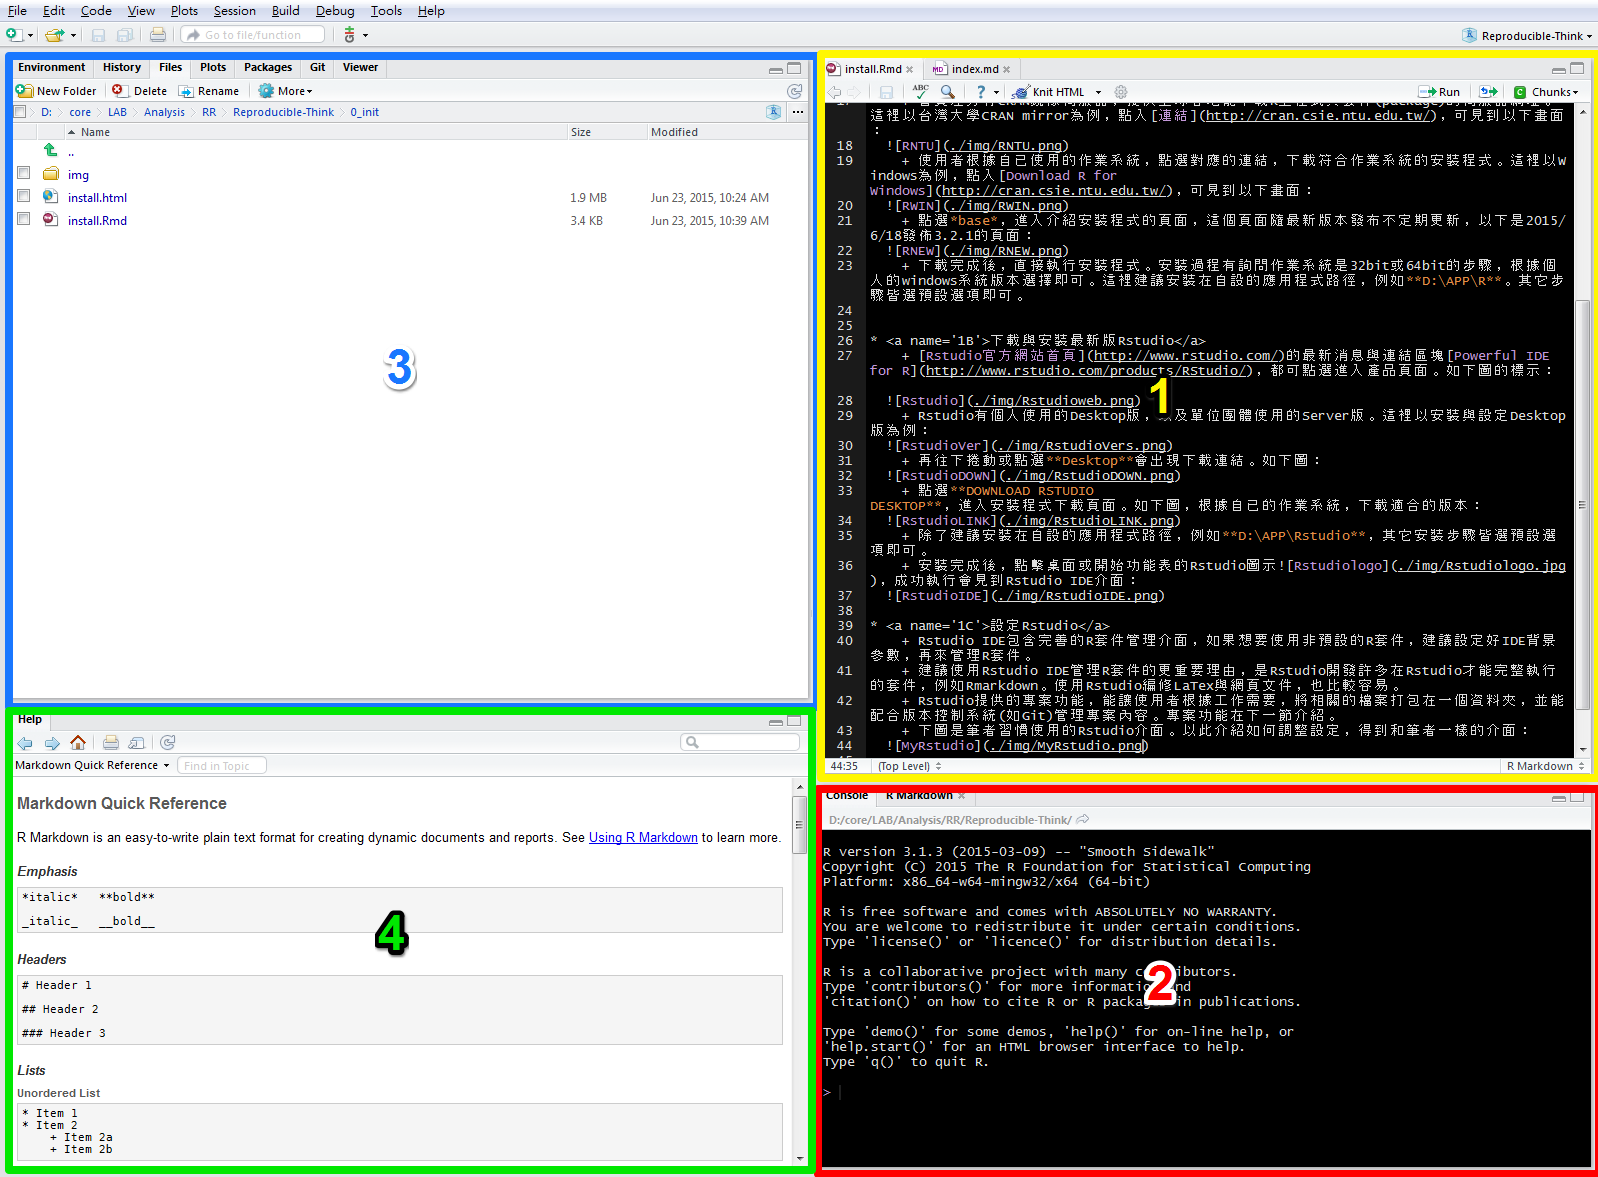 File Edit Code View Plots Session Build Debug Tools Help
Go to file/function
Reproducible-Think
Environment History Files Plots Packages Git Viewer
New Folder Delete Rename More
D: core LAB Analysis RR Reproducible-Think 0_init
Name Size Modified
..
img
install.html 1.9 MB Jun 23, 2015, 10:24 AM
install.Rmd 3.4 KB Jun 23, 2015, 10:39 AM
3
install.Rmd index.md
ABC Knit HTML Run Chunks
這裡以台灣大學CRAN mirror為例，點入[連結](http://cran.csie.ntu.edu.tw/)，可見到以下畫面
：
18 ![RNTU](./img/RNTU.png)
19 + 使用者根據自已使用的作業系統，點選對應的連結，下載符合作業系統的安裝程式。這裡以W
indows為例，點入[Download R for
Windows](http://cran.csie.ntu.edu.tw/)，可見到以下畫面：
20 ![RWIN](./img/RWIN.png)
21 + 點選*base*，進入介紹安裝程式的頁面，這個頁面隨最新版本發布不定期更新，以下是2015/
6/18發佈3.2.1的頁面：
22 ![RNEW](./img/RNEW.png)
23 + 下載完成後，直接執行安裝程式。安裝過程有詢問作業系統是32bit或64bit的步驟，根據個
人的windows系統版本選擇即可。這裡建議安裝在自設的應用程式路徑，例如**D:\APP\R**。其它步
驟皆選預設選項即可。
24
25
26 * <a name='1B'>下載與安裝最新版Rstudio</a>
27 + [Rstudio官方網站首頁](http://www.rstudio.com/)的最新消息與連結區塊[Powerful IDE
for R](http://www.rstudio.com/products/RStudio/)，都可點選進入產品頁面。如下圖的標示：
28 ![Rstudio](./img/Rstudioweb.png)
1
29 + Rstudio有個人使用的Desktop版，及單位團體使用的Server版。這裡以安裝與設定Desktop
版為例：
30 ![RstudioVer](./img/RstudioVers.png)
31 + 再往下捲動或點選**Desktop**會出現下載連結。如下圖：
32 ![RstudioDOWN](./img/RstudioDOWN.png)
33 + 點選**DOWNLOAD RSTUDIO
DESKTOP**，進入安裝程式下載頁面。如下圖，根據自己的作業系統，下載適合的版本：
34 ![RstudioLINK](./img/RstudioLINK.png)
35 + 除了建議安裝在自設的應用程式路徑，例如**D:\APP\Rstudio**，其它安裝步驟皆選預設選
項即可。
36 + 安裝完成後，點擊桌面或開始功能表的Rstudio圖示![Rstudiologo](./img/Rstudiologo.jpg
)，成功執行會見到Rstudio IDE介面：
37 ![RstudioIDE](./img/RstudioIDE.png)
38
39 * <a name='1C'>設定Rstudio</a>
40 + Rstudio IDE包含完善的R套件管理介面，如果想要使用非預設的R套件，建議設定好IDE背景
參數，再來管理R套件。
41 + 建議使用Rstudio IDE管理R套件的更重要理由，是Rstudio開發許多在Rstudio才能完整執行
的套件，例如Rmarkdown。使用Rstudio編修LaTex與網頁文件，也比較容易。
42 + Rstudio提供的專案功能，能讓使用者根據工作需要，將相關的檔案打包在一個資料夾，並能
配合版本控制系統(如Git)管理專案內容。專案功能在下一節介紹。
43 + 下圖是筆者習慣使用的Rstudio介面。以此介紹如何調整設定，得到和筆者一樣的介面：
44 ![MyRstudio](./img/MyRstudio.png)
44:35 (Top Level) R Markdown
Help
Markdown Quick Reference Find in Topic
Markdown Quick Reference
R Markdown is an easy-to-write plain text format for creating dynamic documents and reports. See Using R Markdown to learn more.
Emphasis
*italic* **bold**
_italic_ __bold__
4
Headers
# Header 1
## Header 2
### Header 3
Lists
Unordered List
* Item 1
* Item 2
+ Item 2a
+ Item 2b
Console R Markdown
D:/core/LAB/Analysis/RR/Reproducible-Think/
R version 3.1.3 (2015-03-09) -- "Smooth Sidewalk"
Copyright (C) 2015 The R Foundation for Statistical Computing
Platform: x86_64-w64-mingw32/x64 (64-bit)
R is free software and comes with ABSOLUTELY NO WARRANTY.
You are welcome to redistribute it under certain conditions.
Type 'license()' or 'licence()' for distribution details.
R is a collaborative project with many contributors.
Type 'contributors()' for more information and
2
'citation()' on how to cite R or R packages in publications.
Type 'demo()' for some demos, 'help()' for on-line help, or
'help.start()' for an HTML browser interface to help.
Type 'q()' to quit R.
>